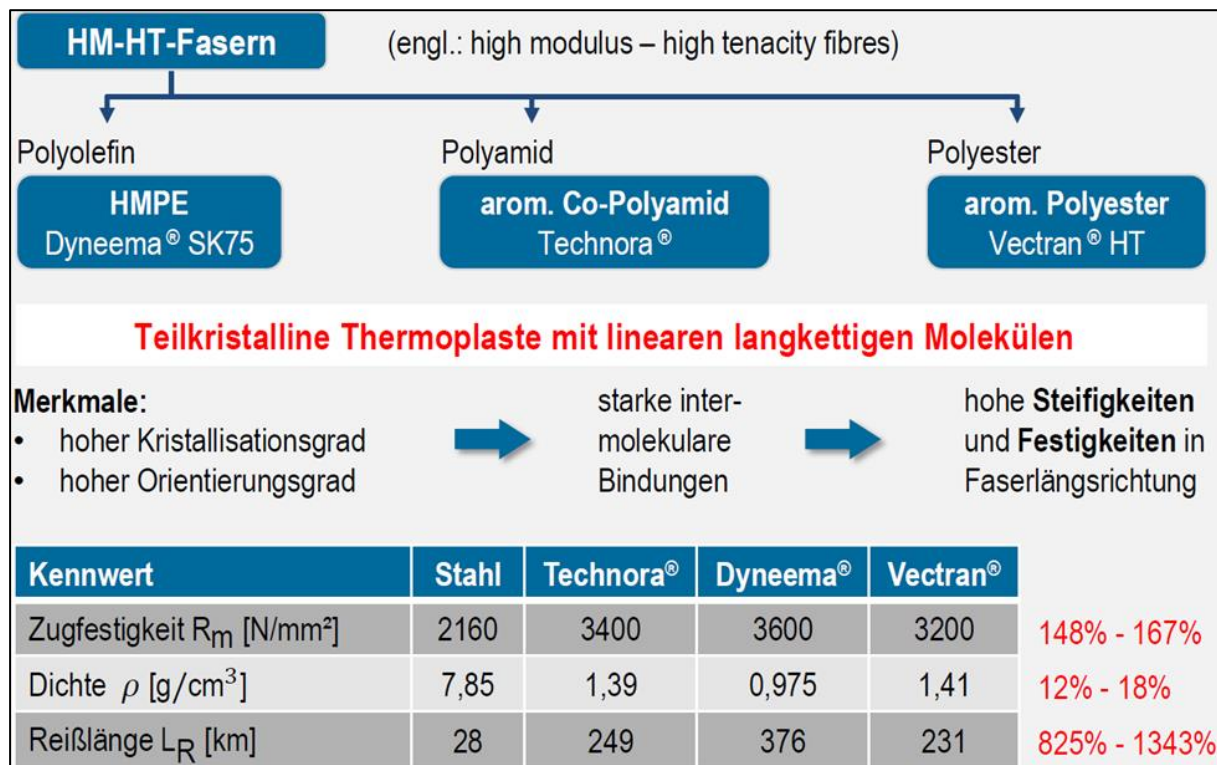 HM-HT-Fasern (engl.: high modulus – high tenacity fibres)
Polyolefin Polyamid Polyester
HMPE arom. Co-Polyamid arom. Polyester
Dyneema® SK75 Technora® Vectran® HT
Teilkristalline Thermoplaste mit linearen langkettigen Molekülen
Merkmale:
• hoher Kristallisationsgrad
• hoher Orientierungsgrad
starke inter-
molekulare
Bindungen
hohe Steifigkeiten
und Festigkeiten in
Faserlängsrichtung
Kennwert Stahl Technora® Dyneema® Vectran®
Zugfestigkeit Rm [N/mm²] 2160 3400 3600 3200 148% - 167%
Dichte ρ [g/cm³] 7,85 1,39 0,975 1,41 12% - 18%
Reißlänge LR [km] 28 249 376 231 825% - 1343%